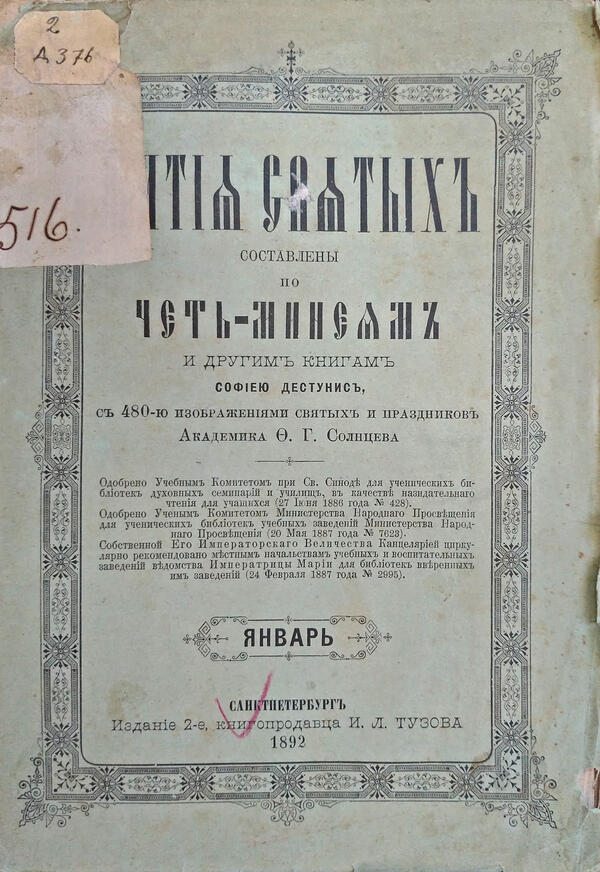 2
Д 376
516.
ИТІѦ СВѦТЫХЪ
СОСТАВЛЕНЫ
ПО
ЧЕТЬ-МИНЕѦМЪ
И ДРУГИМЪ КНИГАМЪ
СОФІЕЮ ДЕСТУНИСЪ,
СЪ 480-Ю ИЗОБРАЖЕНІЯМИ СВЯТЫХЪ И ПРАЗДНИКОВЪ
АКАДЕМИКА Ѳ. Г. СОЛНЦЕВА
Одобрено Учебнымъ Комитетомъ при Св. Синодѣ для ученическихъ би-
бліотекъ духовныхъ семинарій и училищъ, въ качествѣ назидательнаго
чтенія для учащихся (27 Іюня 1886 года № 428).
Одобрено Ученымъ Комитетомъ Министерства Народнаго Просвѣщенія
для ученическихъ библіотекъ учебныхъ заведеній Министерства Народ-
наго Просвѣщенія (20 Мая 1887 года № 7623).
Собственной Его Императорскаго Величества Канцеляріей цирку-
лярно рекомендовано мѣстнымъ начальствамъ учебныхъ и воспитательныхъ
заведеній вѣдомства Императрицы Маріи для библіотекъ ввѣренныхъ
имъ заведеній (24 Февраля 1887 года № 2995).
ЯНВАРЬ
САНКТПЕТЕРБУРГЪ
Изданіе 2-е, книгопродавца И. Л. ТУЗОВА
1892